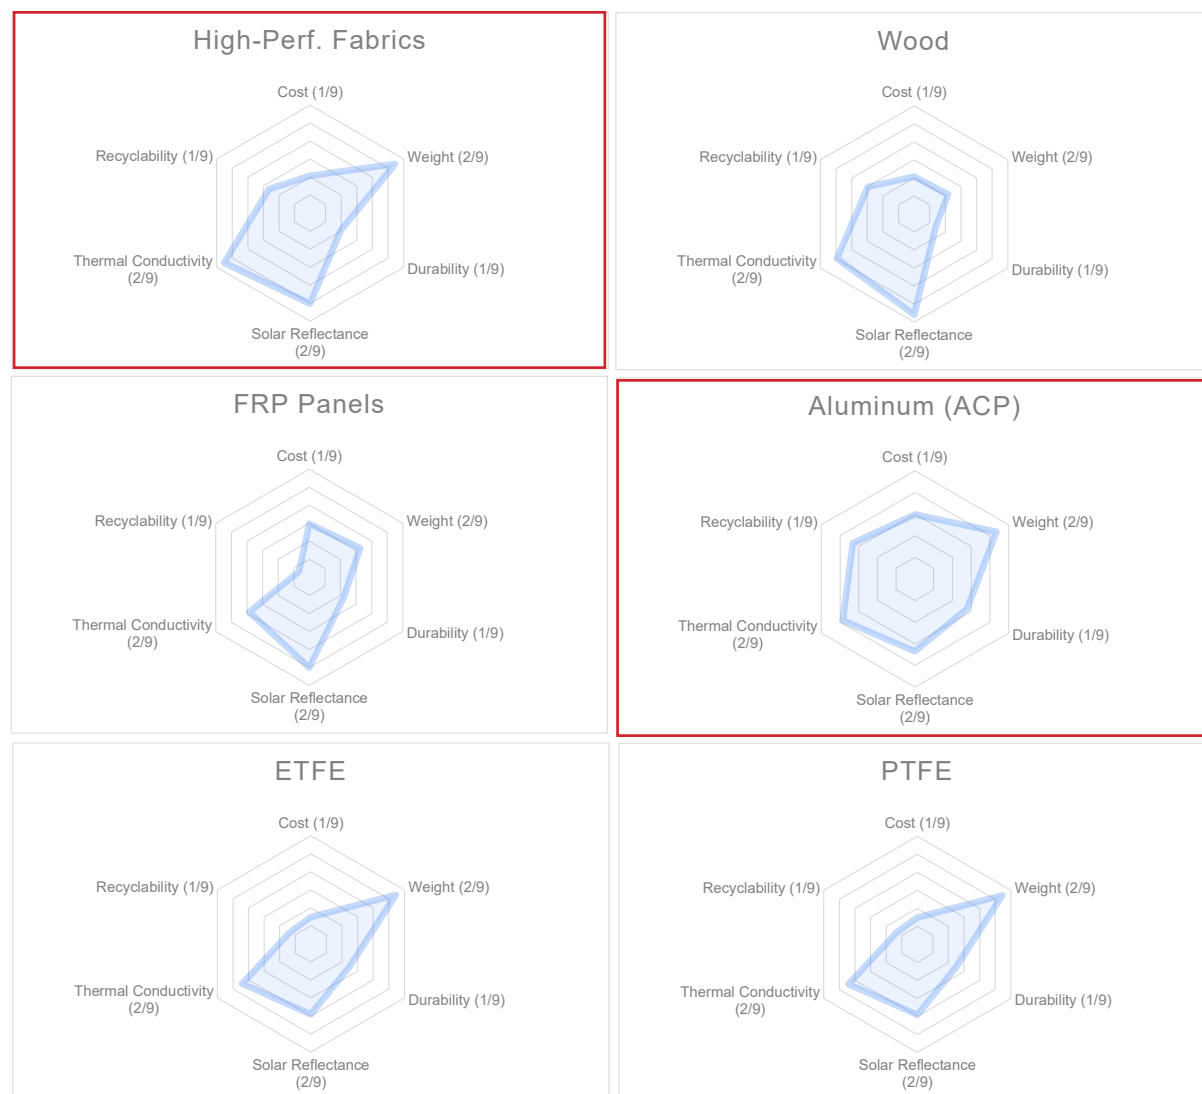 High-Perf. Fabrics
Cost (1/9)
Recyclability (1/9)
Weight (2/9)
Thermal Conductivity
(2/9)
Durability (1/9)
Solar Reflectance
(2/9)
Wood
Cost (1/9)
Recyclability (1/9)
Weight (2/9)
Thermal Conductivity
(2/9)
Durability (1/9)
Solar Reflectance
(2/9)
FRP Panels
Cost (1/9)
Recyclability (1/9)
Weight (2/9)
Thermal Conductivity
(2/9)
Durability (1/9)
Solar Reflectance
(2/9)
Aluminum (ACP)
Cost (1/9)
Recyclability (1/9)
Weight (2/9)
Thermal Conductivity
(2/9)
Durability (1/9)
Solar Reflectance
(2/9)
ETFE
Cost (1/9)
Recyclability (1/9)
Weight (2/9)
Thermal Conductivity
(2/9)
Durability (1/9)
Solar Reflectance
(2/9)
PTFE
Cost (1/9)
Recyclability (1/9)
Weight (2/9)
Thermal Conductivity
(2/9)
Durability (1/9)
Solar Reflectance
(2/9)